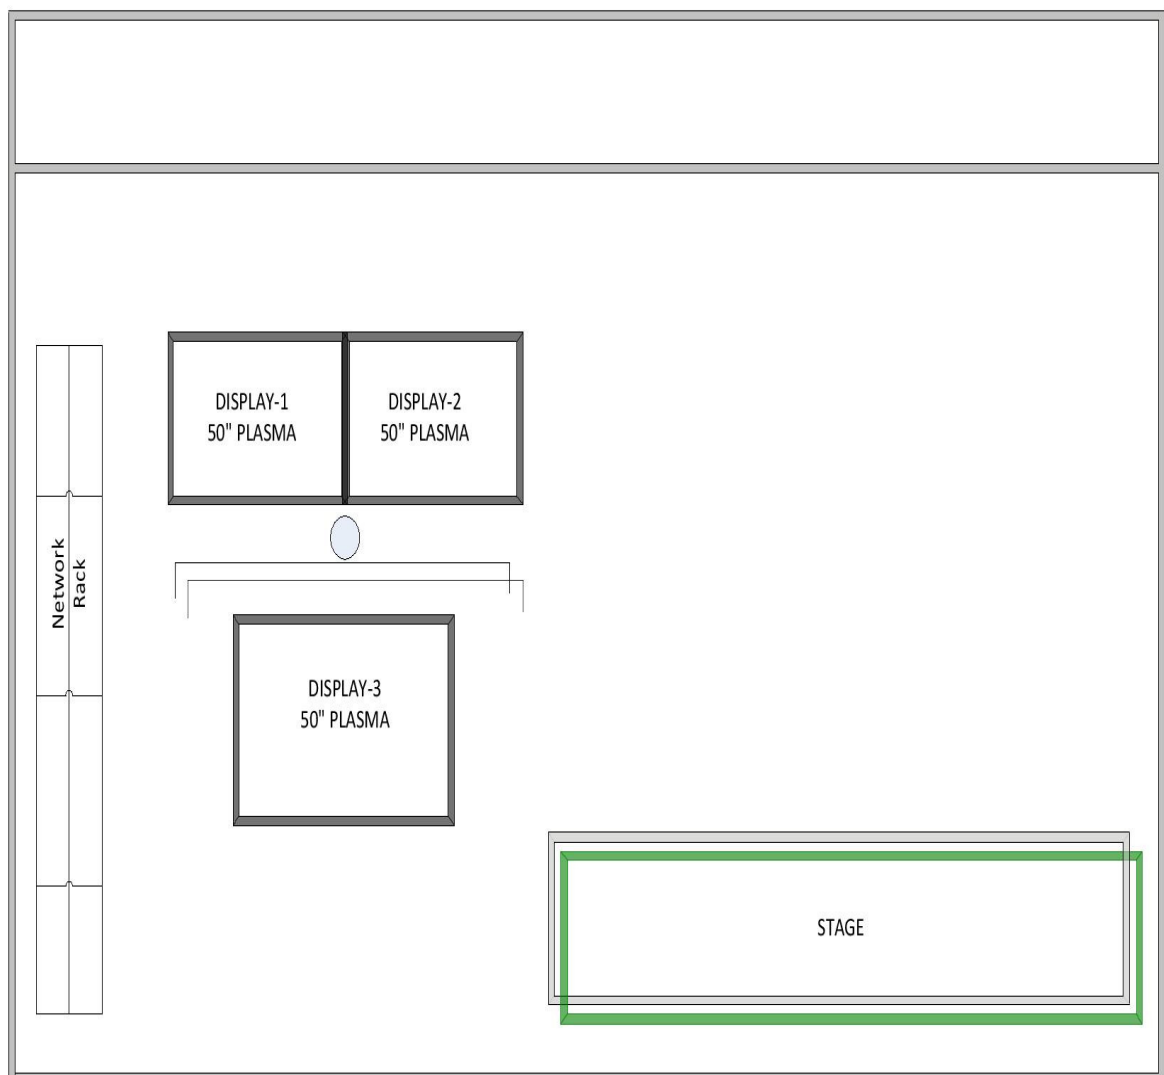 DISPLAY-1
50" PLASMA
DISPLAY-2
50" PLASMA
Network
Rack
DISPLAY-3
50" PLASMA
STAGE